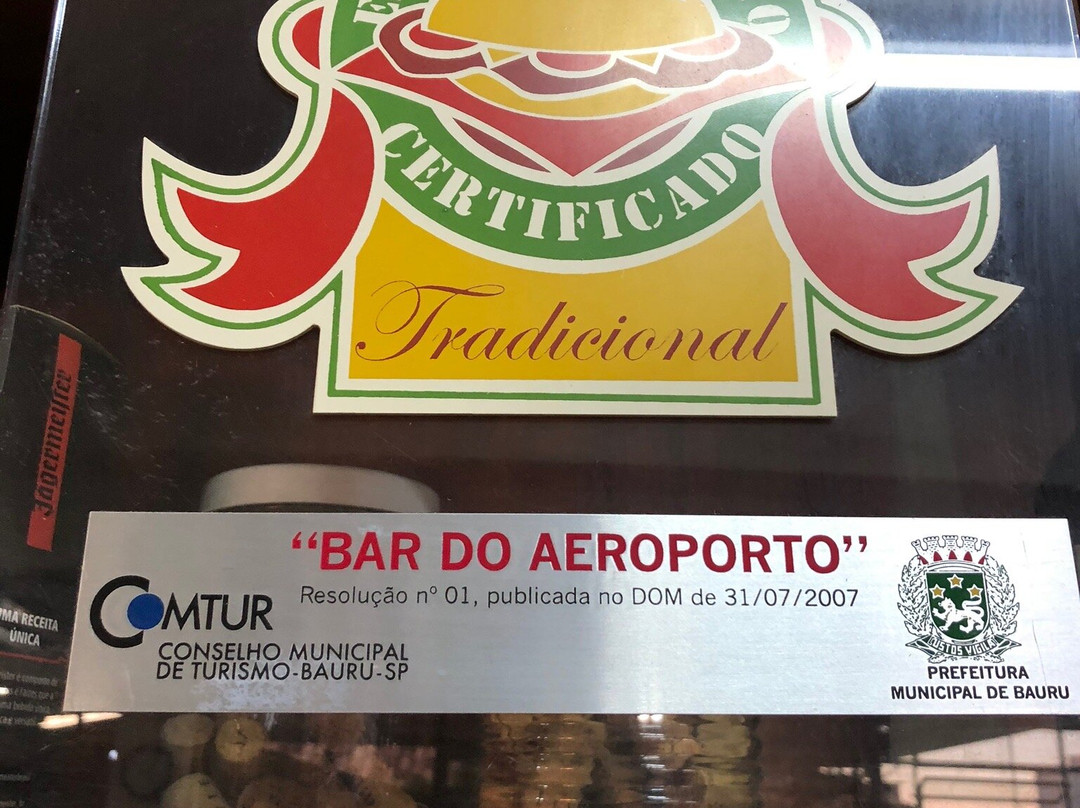 CERTIFICADO
Tradicional
Jägermeister
"BAR DO AEROPORTO"
Resolução nº 01, publicada no DOM de 31/07/2007
COMTUR
CONSELHO MUNICIPAL
DE TURISMO-BAURU-SP
PREFEITURA
MUNICIPAL DE BAURU
UMA RECEITA
ÚNICA